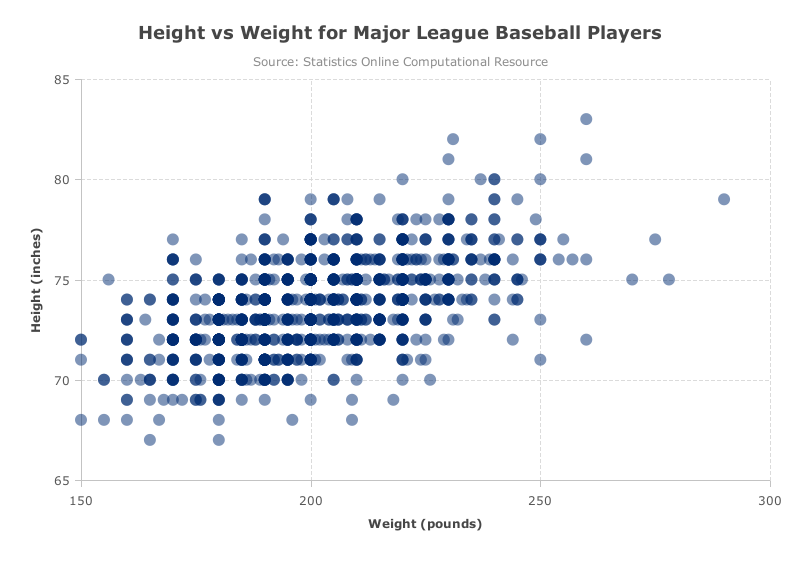 Height vs Weight for Major League Baseball Players
Source: Statistics Online Computational Resource
85
80
75
70
65
Height (inches)
150
200
250
300
Weight (pounds)